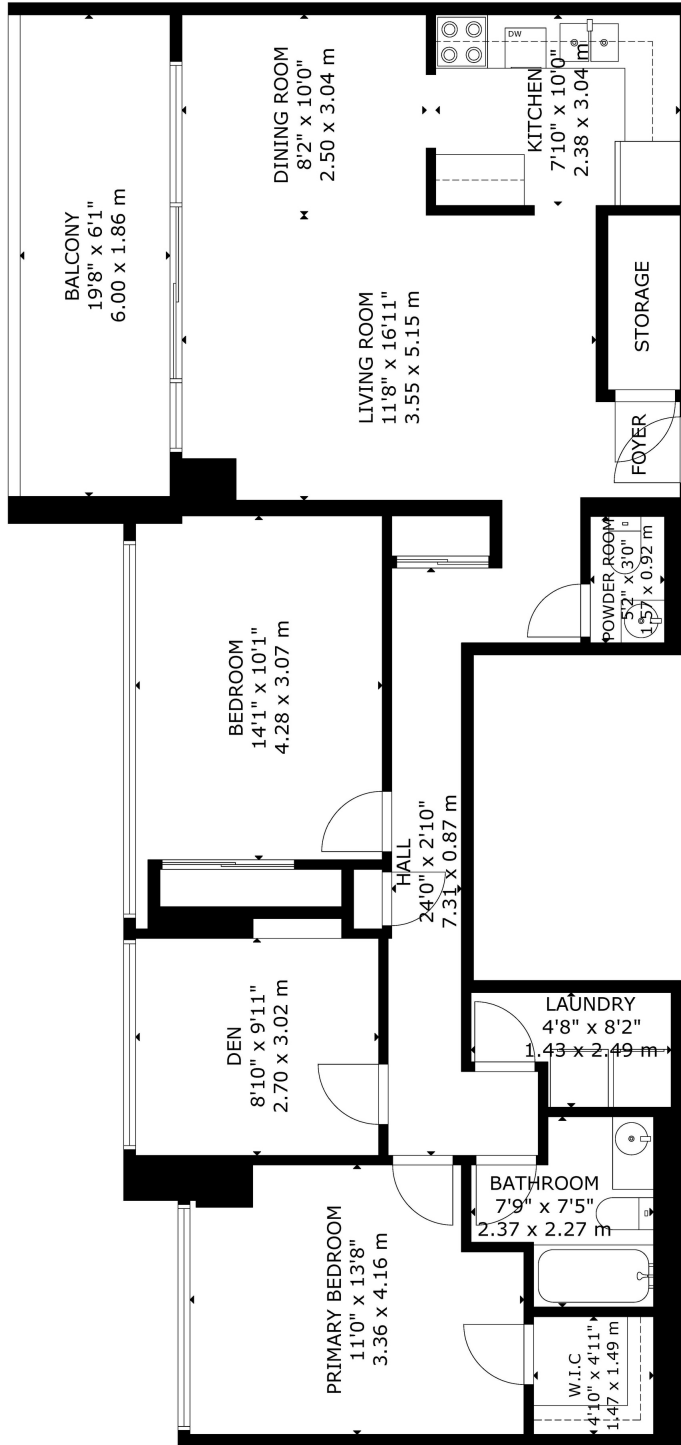 DW
KITCHEN
7'10" x 10'0"
2.38 x 3.04 m
DINING ROOM
8'2" x 10'0"
2.50 x 3.04 m
BALCONY
19'8" x 6'1"
6.00 x 1.86 m
LIVING ROOM
11'8" x 16'11"
3.55 x 5.15 m
STORAGE
FOYER
POWDER ROOM
5'2" x 3'0"
1.57 x 0.92 m
BEDROOM
14'1" x 10'1"
4.28 x 3.07 m
HALL
24'0" x 2'10"
7.31 x 0.87 m
DEN
8'10" x 9'11"
2.70 x 3.02 m
LAUNDRY
4'8" x 8'2"
1.43 x 2.49 m
BATHROOM
7'9" x 7'5"
2.37 x 2.27 m
PRIMARY BEDROOM
11'0" x 13'8"
3.36 x 4.16 m
W.I.C
4'10" x 4'11"
1.47 x 1.49 m